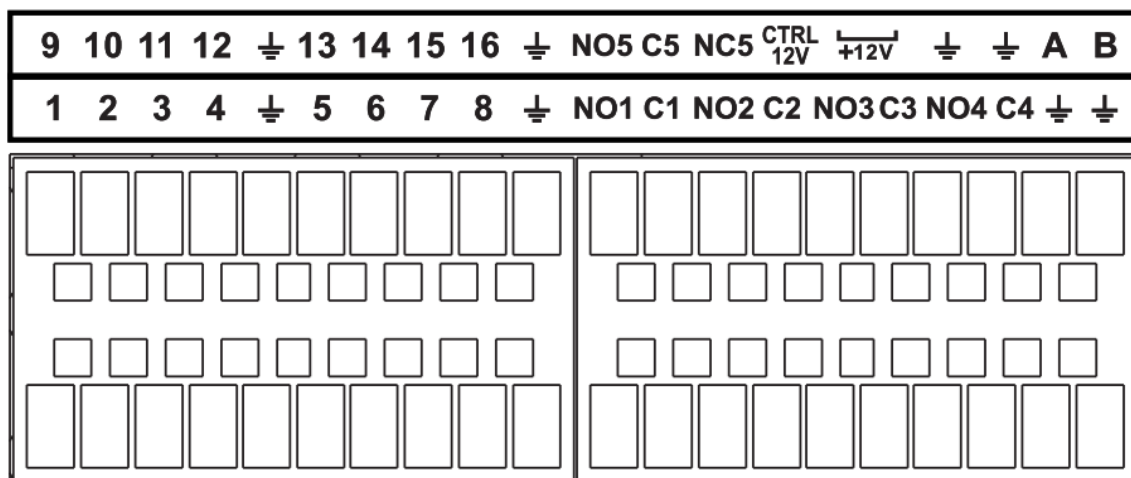 9 10 11 12 ⏚ 13 14 15 16 ⏚ NO5 C5 NC5 CTRL 12V +12V ⏚ ⏚ A B
1 2 3 4 ⏚ 5 6 7 8 ⏚ NO1 C1 NO2 C2 NO3 C3 NO4 C4 ⏚ ⏚